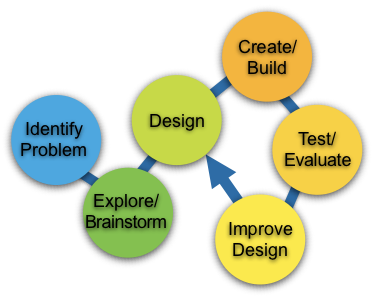 Identify
Problem
Explore/
Brainstorm
Design
Create/
Build
Test/
Evaluate
Improve
Design